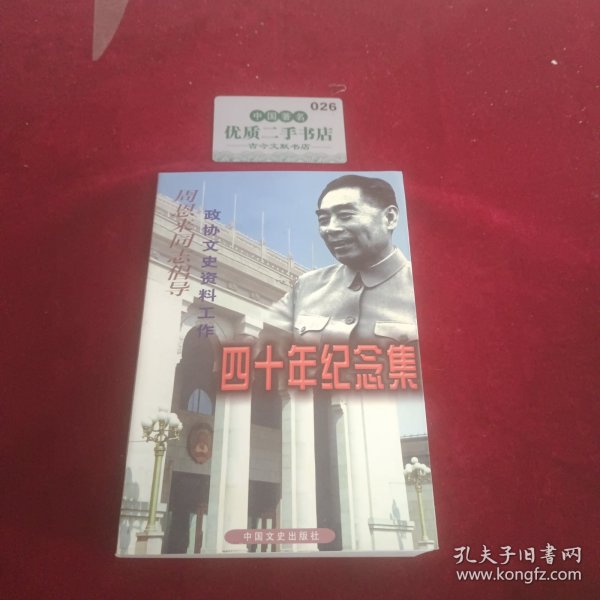 026
中国著名
优质二手书店
古今文献书店
周恩来同志倡导
政协文史资料工作
四十年纪念集
中国文史出版社
孔夫子旧书网
www.kongfz.com